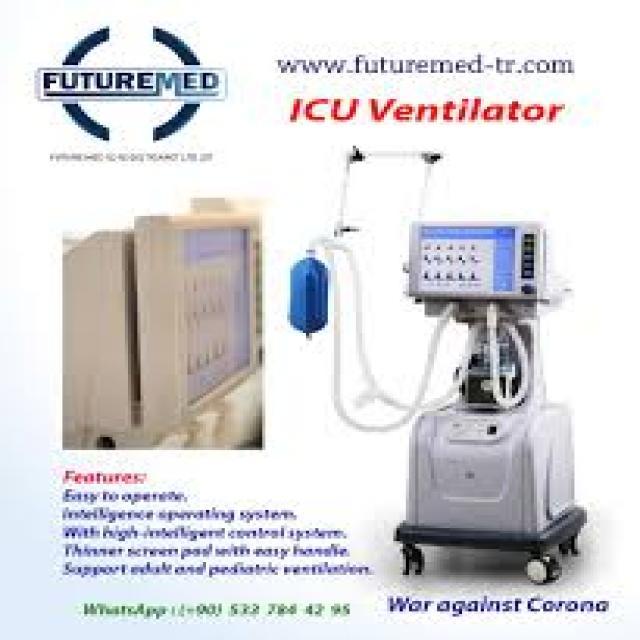 FUTUREMED
www.futuremed-tr.com
ICU Ventilator
Features:
Easy to operate.
Intelligence operating system.
With high-intelligent control system.
Thinner screen pad with easy handle.
Support adult and pediatric ventilation.
WhatsApp : (+90) 533 784 42 95
War against Corona